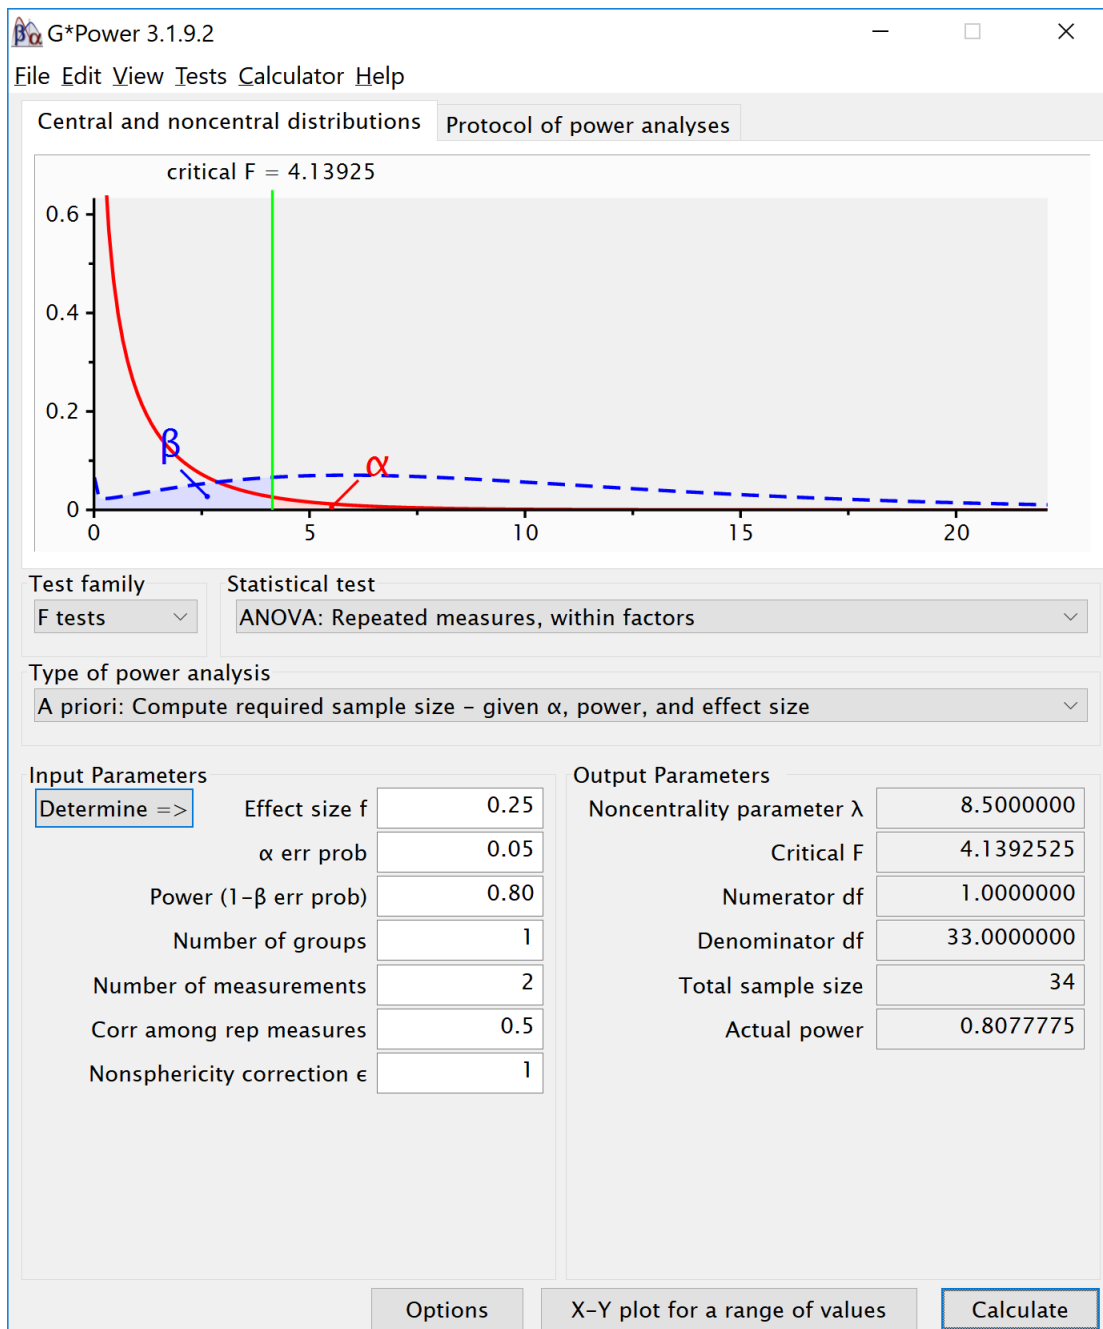 G*Power 3.1.9.2
File Edit View Tests Calculator Help
Central and noncentral distributions Protocol of power analyses
critical F = 4.13925
0.6
0.4
0.2
0
β
α
0 5 10 15 20
Test family
F tests
Statistical test
ANOVA: Repeated measures, within factors
Type of power analysis
A priori: Compute required sample size – given α, power, and effect size
Input Parameters
Determine =>
Effect size f 0.25
α err prob 0.05
Power (1–β err prob) 0.80
Number of groups 1
Number of measurements 2
Corr among rep measures 0.5
Nonsphericity correction ϵ 1
Output Parameters
Noncentrality parameter λ 8.5000000
Critical F 4.1392525
Numerator df 1.0000000
Denominator df 33.0000000
Total sample size 34
Actual power 0.8077775
Options X–Y plot for a range of values Calculate